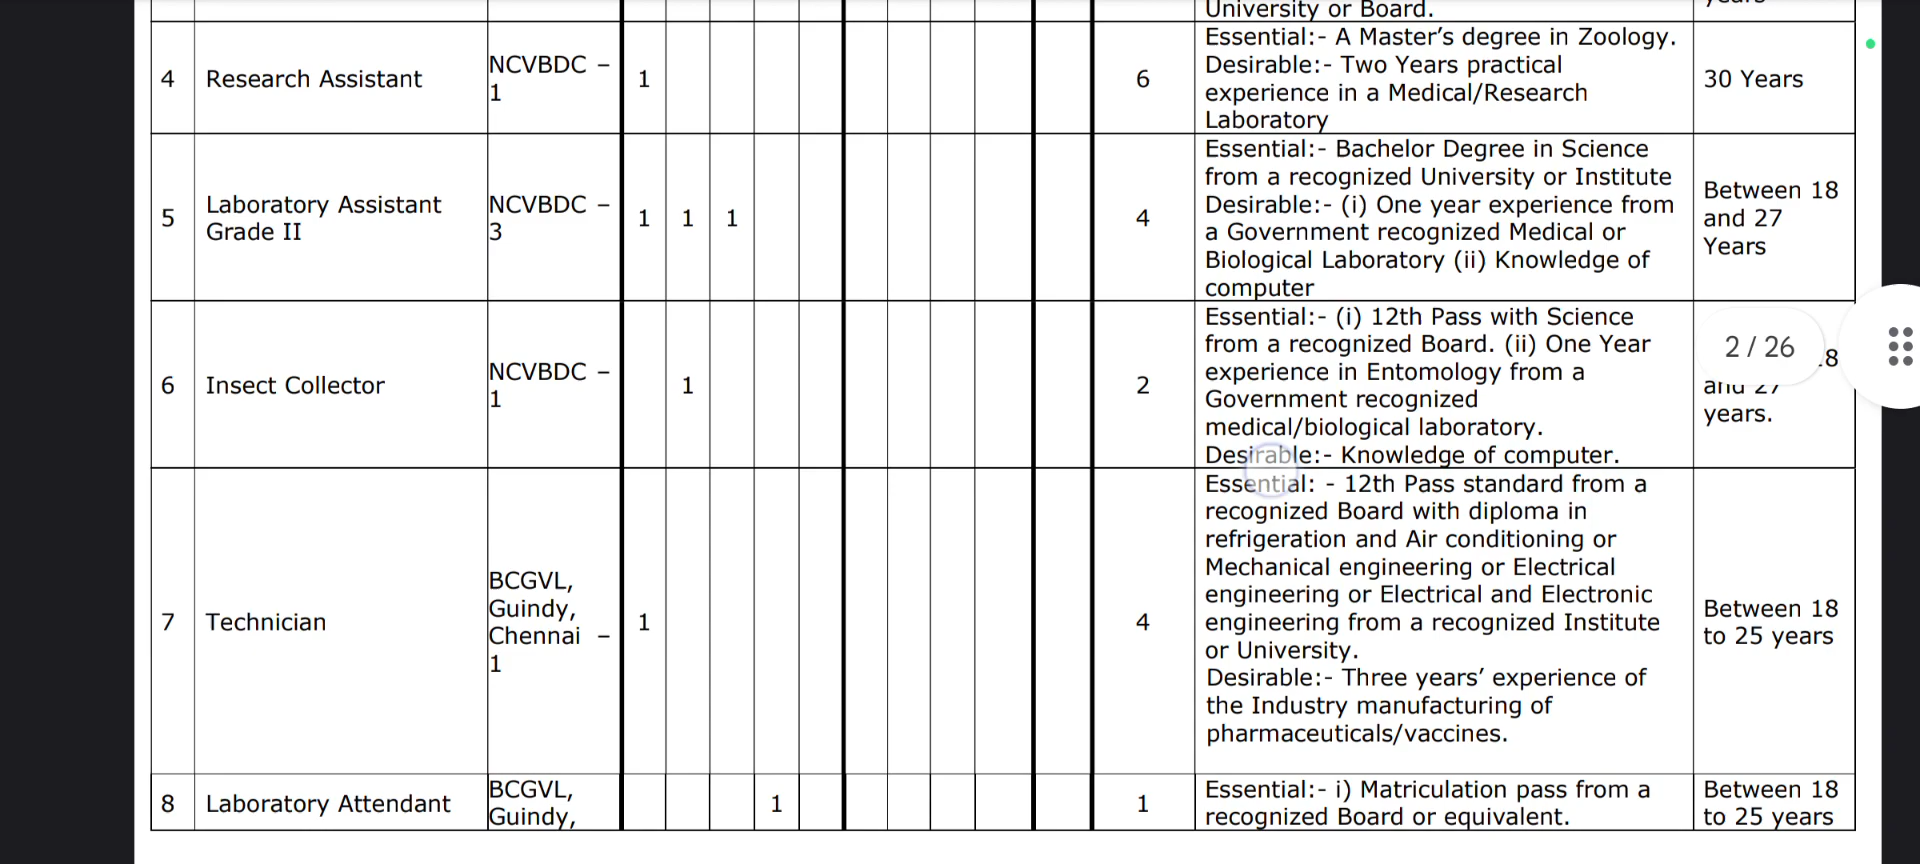 University or Board.
4
Research Assistant
NCVBDC –
1
1
6
Essential:- A Master’s degree in Zoology.
Desirable:- Two Years practical
experience in a Medical/Research
Laboratory
30 Years
5
Laboratory Assistant
Grade II
NCVBDC –
3
1
1
1
4
Essential:- Bachelor Degree in Science
from a recognized University or Institute
Desirable:- (i) One year experience from
a Government recognized Medical or
Biological Laboratory (ii) Knowledge of
computer
Between 18
and 27
Years
6
Insect Collector
NCVBDC –
1
1
2
Essential:- (i) 12th Pass with Science
from a recognized Board. (ii) One Year
experience in Entomology from a
Government recognized
medical/biological laboratory.
Desirable:- Knowledge of computer.
2 / 26
and 27
years.
7
Technician
BCGVL,
Guindy,
Chennai –
1
1
4
Essential: - 12th Pass standard from a
recognized Board with diploma in
refrigeration and Air conditioning or
Mechanical engineering or Electrical
engineering or Electrical and Electronic
engineering from a recognized Institute
or University.
Desirable:- Three years’ experience of
the Industry manufacturing of
pharmaceuticals/vaccines.
Between 18
to 25 years
8
Laboratory Attendant
BCGVL,
Guindy,
1
1
Essential:- i) Matriculation pass from a
recognized Board or equivalent.
Between 18
to 25 years